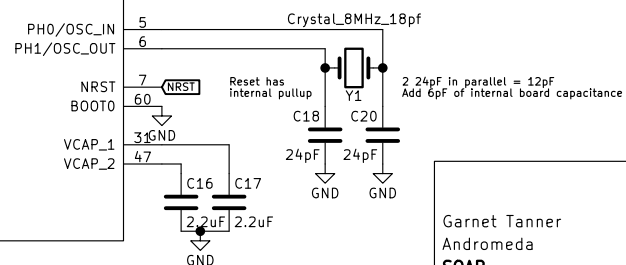 Crystal_8MHz_18pf
PH0/OSC_IN 5
PH1/OSC_OUT 6
NRST 7 NRST
BOOT0 60
GND
VCAP_1 31
VCAP_2 47
Reset has
internal pullup
Y1
2 24pF in parallel = 12pF
Add 6pF of internal board capacitance
C18 C20
24pF 24pF
GND GND
C16 C17
2.2uF 2.2uF
GND
Garnet Tanner
Andromeda